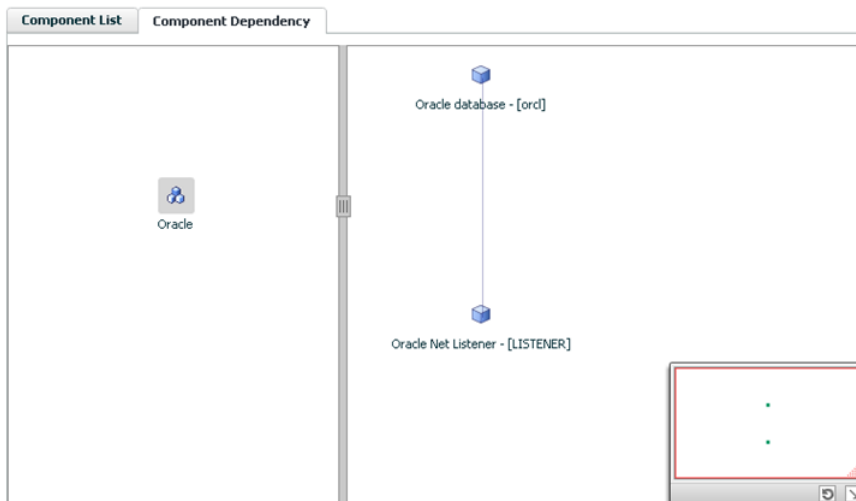 Component List
Component Dependency
Oracle database - [orcl]
Oracle
Oracle Net Listener - [LISTENER]